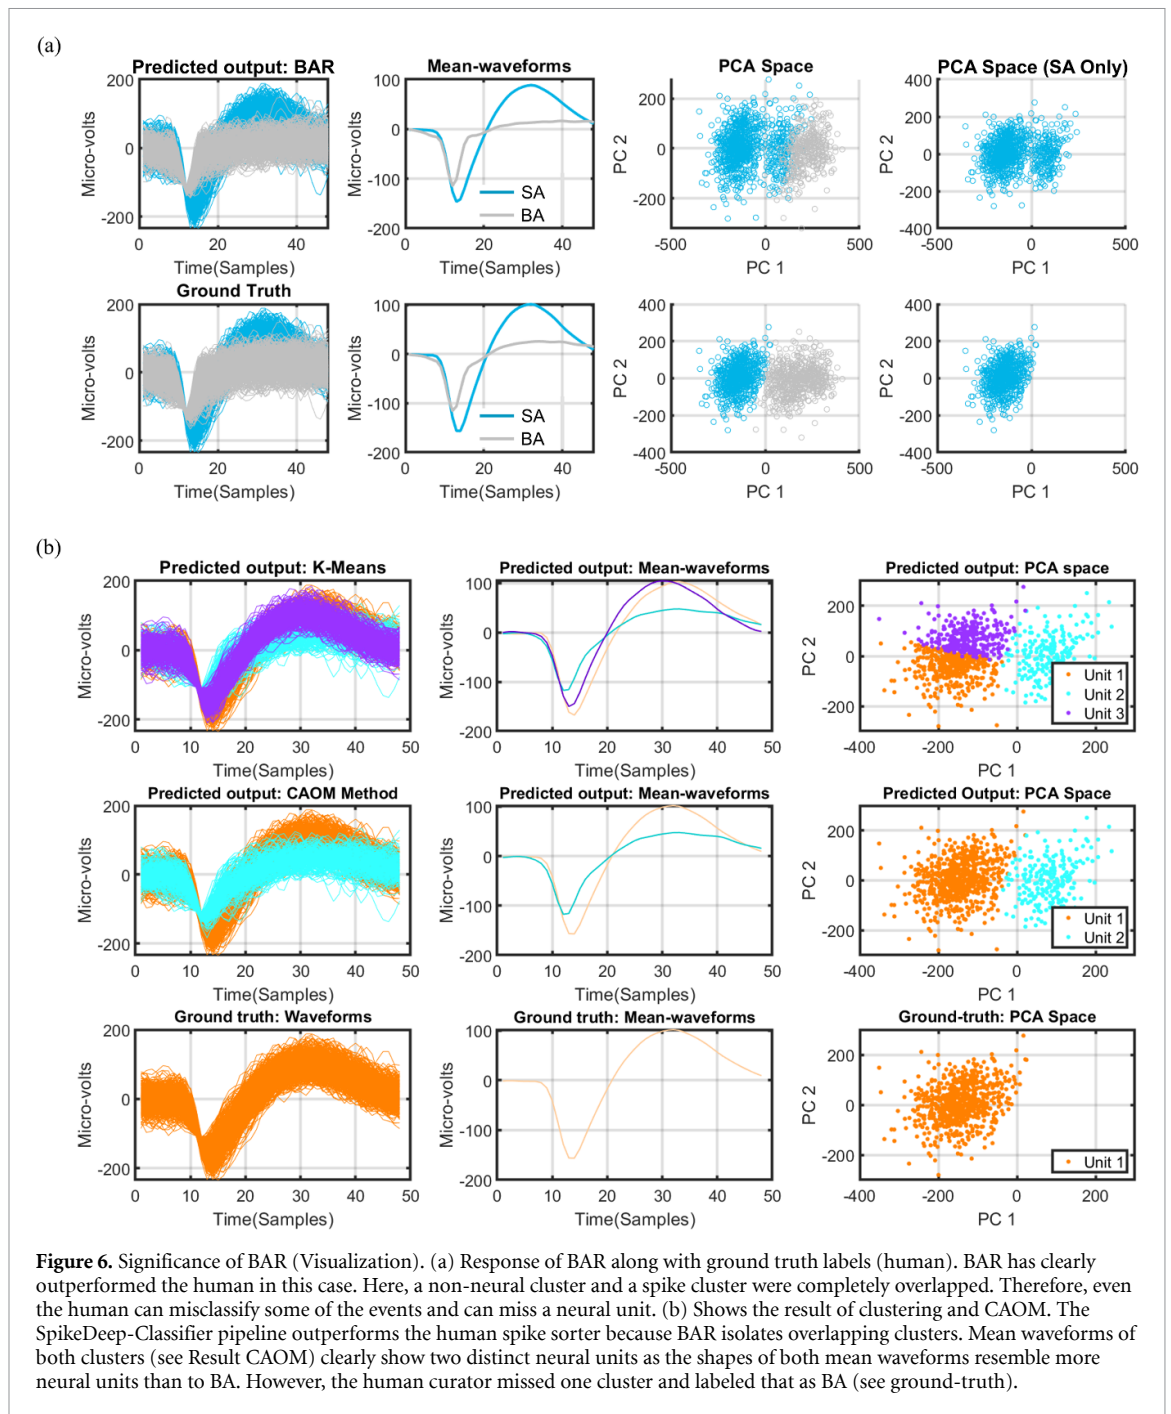 (a)
Predicted output: BAR
Mean-waveforms
PCA Space
PCA Space (SA Only)
200
0
-200
Micro-volts
0
20
40
Time(Samples)
100
0
-100
-200
Micro-volts
SA
BA
0
20
40
Time(Samples)
200
0
-200
PC 2
-500
0
500
PC 1
400
200
0
-200
-400
PC 2
-500
0
500
PC 1
Ground Truth
200
0
-200
Micro-volts
0
20
40
Time(Samples)
100
0
-100
-200
Micro-volts
SA
BA
0
20
40
Time(Samples)
400
200
0
-200
-400
PC 2
-500
0
500
PC 1
400
200
0
-200
-400
PC 2
-500
0
500
PC 1
(b)
Predicted output: K-Means
200
0
-200
Micro-volts
0
10
20
30
40
50
Time(Samples)
Predicted output: Mean-waveforms
100
0
-100
-200
Micro-volts
0
10
20
30
40
50
Time(Samples)
Predicted output: PCA space
200
0
-200
PC 2
Unit 1
Unit 2
Unit 3
-400
-200
0
200
PC 1
Predicted output: CAOM Method
200
0
-200
Micro-volts
0
10
20
30
40
50
Time(Samples)
Predicted output: Mean-waveforms
100
0
-100
-200
Micro-volts
0
10
20
30
40
50
Time(Samples)
Predicted Output: PCA Space
200
0
-200
PC 2
Unit 1
Unit 2
-400
-200
0
200
PC 1
Ground truth: Waveforms
200
0
-200
Micro-volts
0
10
20
30
40
50
Time(Samples)
Ground truth: Mean-waveforms
100
0
-100
-200
Micro-volts
0
10
20
30
40
50
Time(Samples)
Ground-truth: PCA Space
200
0
-200
PC 2
Unit 1
-400
-200
0
200
PC 1
Figure 6. Significance of BAR (Visualization). (a) Response of BAR along with ground truth labels (human). BAR has clearly
outperformed the human in this case. Here, a non-neural cluster and a spike cluster were completely overlapped. Therefore, even
the human can misclassify some of the events and can miss a neural unit. (b) Shows the result of clustering and CAOM. The
SpikeDeep-Classifier pipeline outperforms the human spike sorter because BAR isolates overlapping clusters. Mean waveforms of
both clusters (see Result CAOM) clearly show two distinct neural units as the shapes of both mean waveforms resemble more
neural units than to BA. However, the human curator missed one cluster and labeled that as BA (see ground-truth).